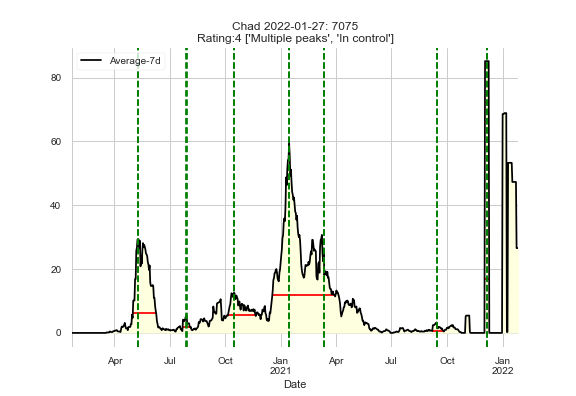 Chad 2022-01-27: 7075
Rating:4 ['Multiple peaks', 'In control']
Average-7d
80
60
40
20
0
Apr
Jul
Oct
Jan
2021
Apr
Jul
Oct
Jan
2022
Date